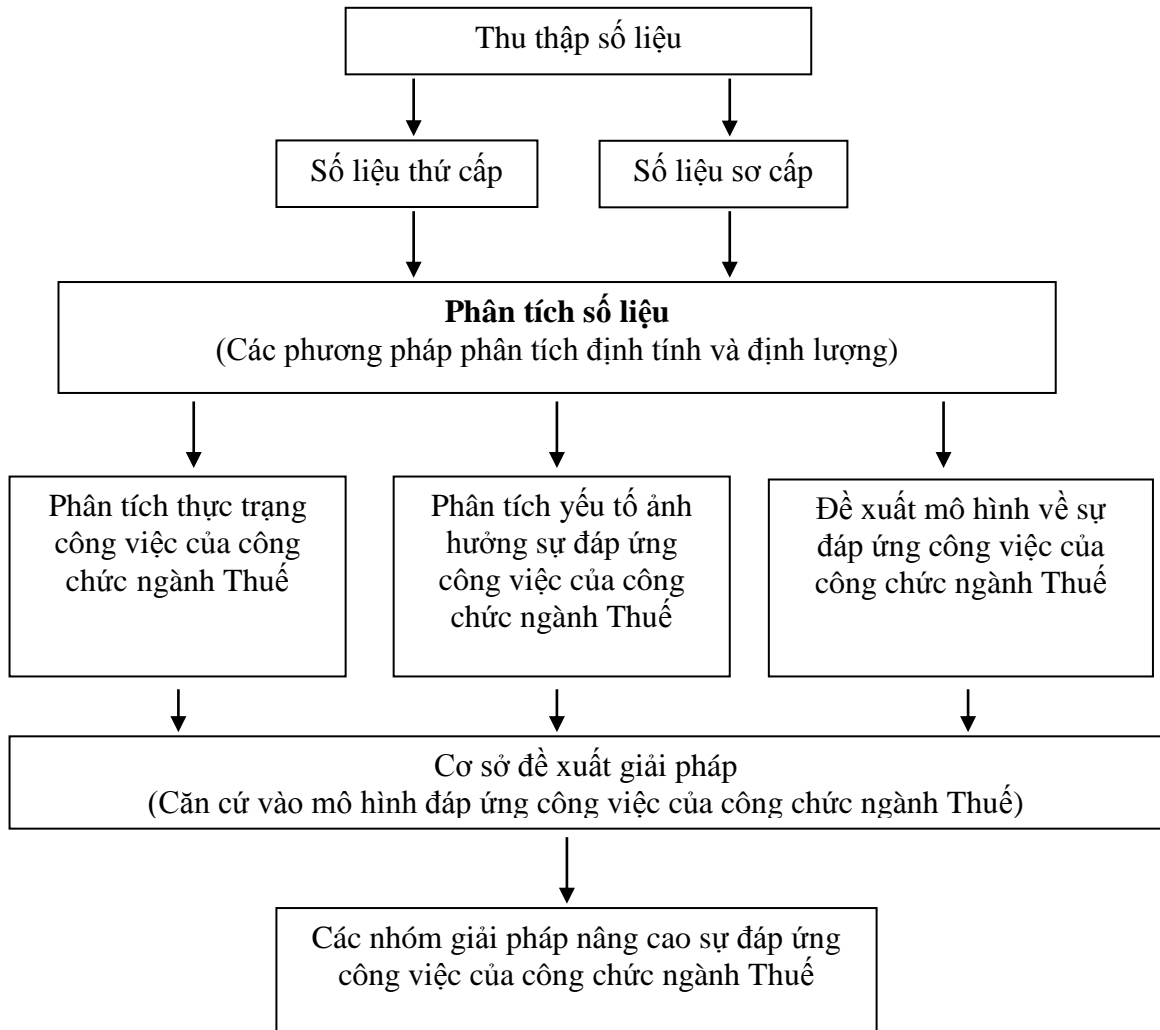 Thu thập số liệu
Số liệu thứ cấp
Số liệu sơ cấp
Phân tích số liệu
(Các phương pháp phân tích định tính và định lượng)
Phân tích thực trạng
công việc của công
chức ngành Thuế
Phân tích yếu tố ảnh
hưởng sự đáp ứng
công việc của công
chức ngành Thuế
Đề xuất mô hình về sự
đáp ứng công việc của
công chức ngành Thuế
Cơ sở đề xuất giải pháp
(Căn cứ vào mô hình đáp ứng công việc của công chức ngành Thuế)
Các nhóm giải pháp nâng cao sự đáp ứng
công việc của công chức ngành Thuế